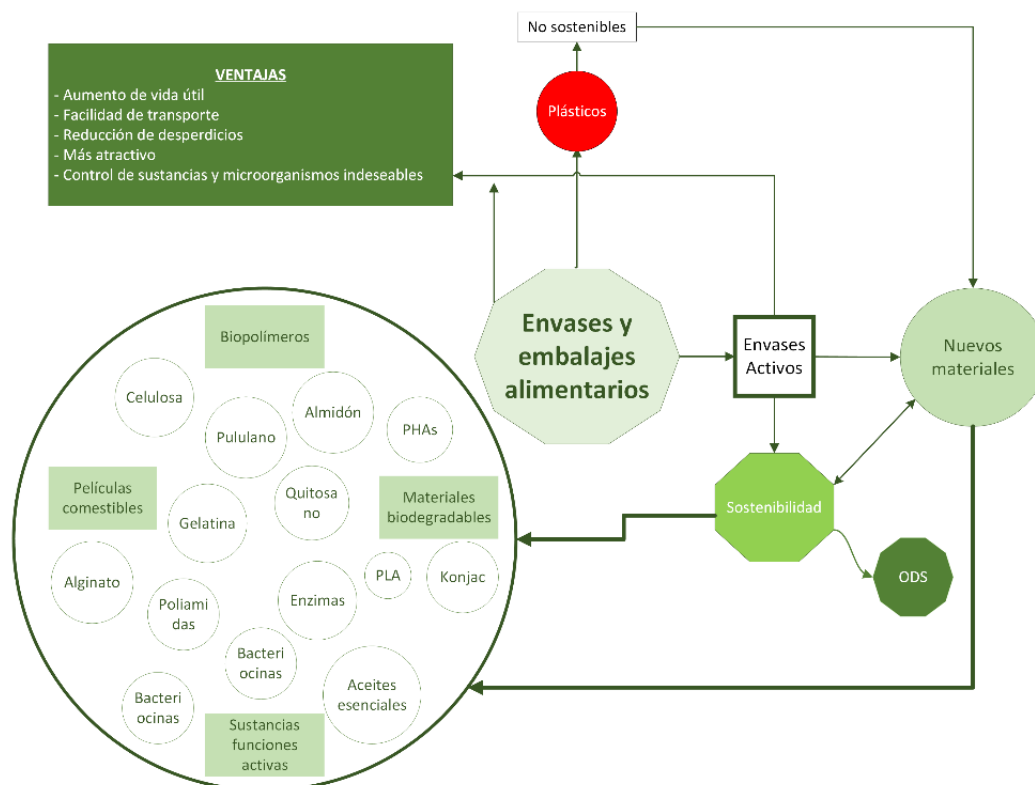 No sostenibles
VENTAJAS
- Aumento de vida útil
- Facilidad de transporte
- Reducción de desperdicios
- Más atractivo
- Control de sustancias y microorganismos indeseables
Plásticos
Envases y
embalajes
alimentarios
Envases
Activos
Nuevos
materiales
Sostenibilidad
ODS
Biopolímeros
Celulosa
Almidón
Pululano
PHAs
Películas
comestibles
Quitosa
no
Materiales
biodegradables
Gelatina
Alginato
PLA
Konjac
Poliami
das
Enzimas
Bacteri
ocinas
Bacteri
ocinas
Aceites
esenciales
Sustancias
funciones
activas